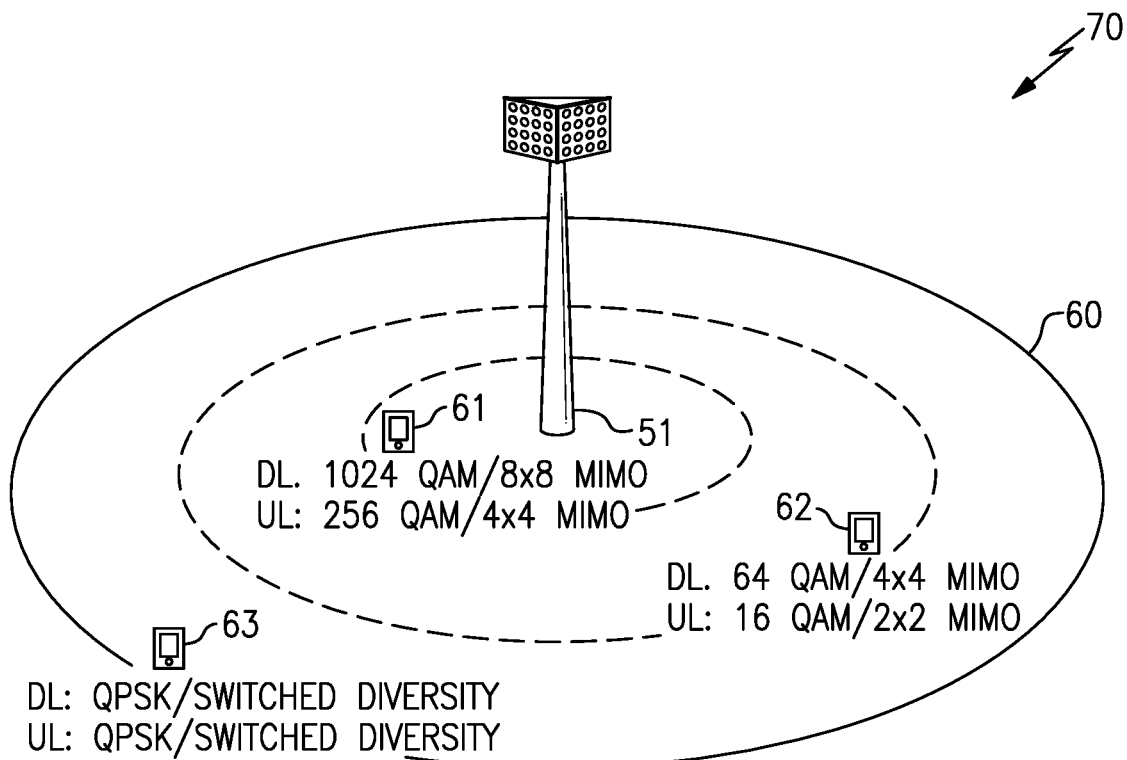 70
60
61
51
DL. 1024 QAM/8x8 MIMO
UL: 256 QAM/4x4 MIMO
62
DL. 64 QAM/4x4 MIMO
UL: 16 QAM/2x2 MIMO
63
DL: QPSK/SWITCHED DIVERSITY
UL: QPSK/SWITCHED DIVERSITY